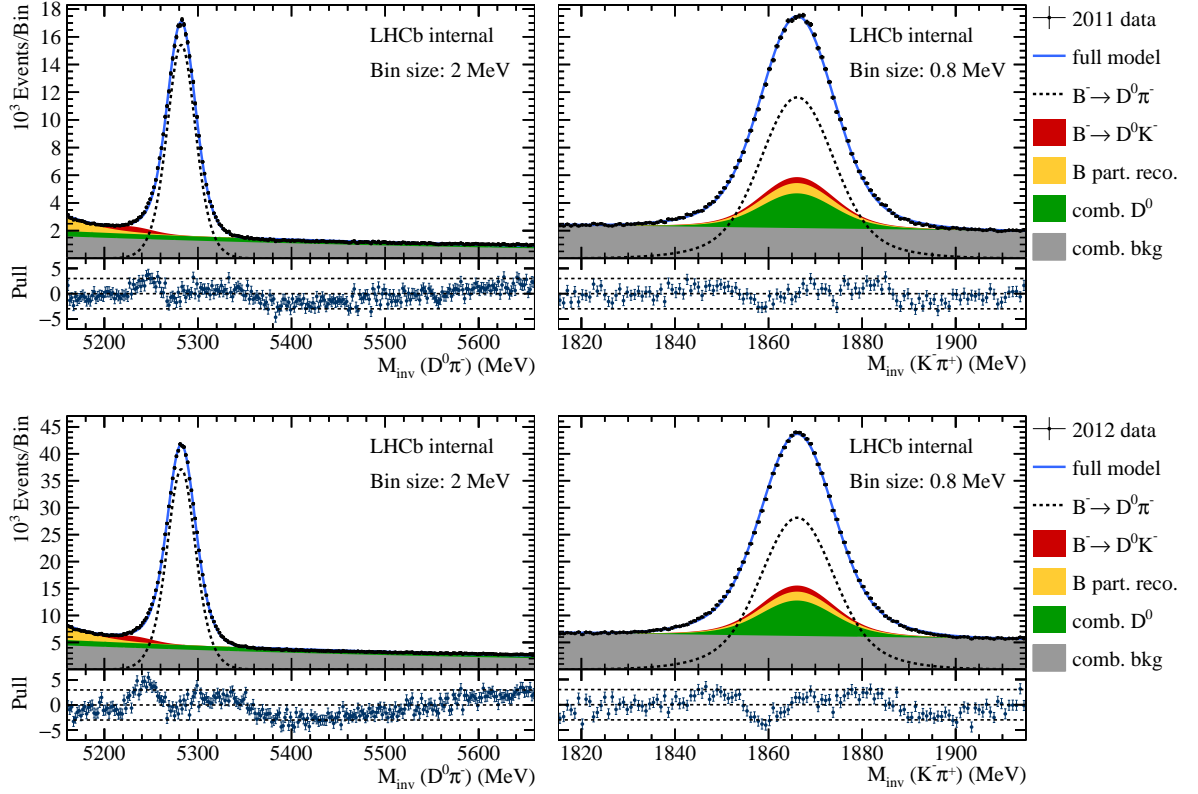 10³ Events/Bin
18
16
14
12
10
8
6
4
2
LHCb internal
Bin size: 2 MeV
LHCb internal
Bin size: 0.8 MeV
2011 data
full model
B⁻→ D⁰π⁻
B⁻→ D⁰K⁻
B part. reco.
comb. D⁰
comb. bkg
Pull
5
0
−5
5200 5300 5400 5500 5600
M_inv (D⁰π⁻) (MeV)
1820 1840 1860 1880 1900
M_inv (K⁻π⁺) (MeV)
10³ Events/Bin
45
40
35
30
25
20
15
10
5
LHCb internal
Bin size: 2 MeV
LHCb internal
Bin size: 0.8 MeV
2012 data
full model
B⁻→ D⁰π⁻
B⁻→ D⁰K⁻
B part. reco.
comb. D⁰
comb. bkg
Pull
5
0
−5
5200 5300 5400 5500 5600
M_inv (D⁰π⁻) (MeV)
1820 1840 1860 1880 1900
M_inv (K⁻π⁺) (MeV)